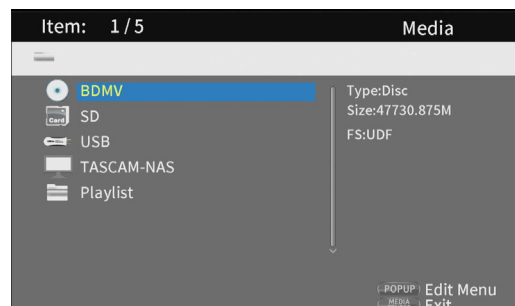 Item: 1/5 Media
BDMV
SD
USB
TASCAM-NAS
Playlist
Type:Disc
Size:47730.875M
FS:UDF
POPUP Edit Menu
MEDIA Exit
Card